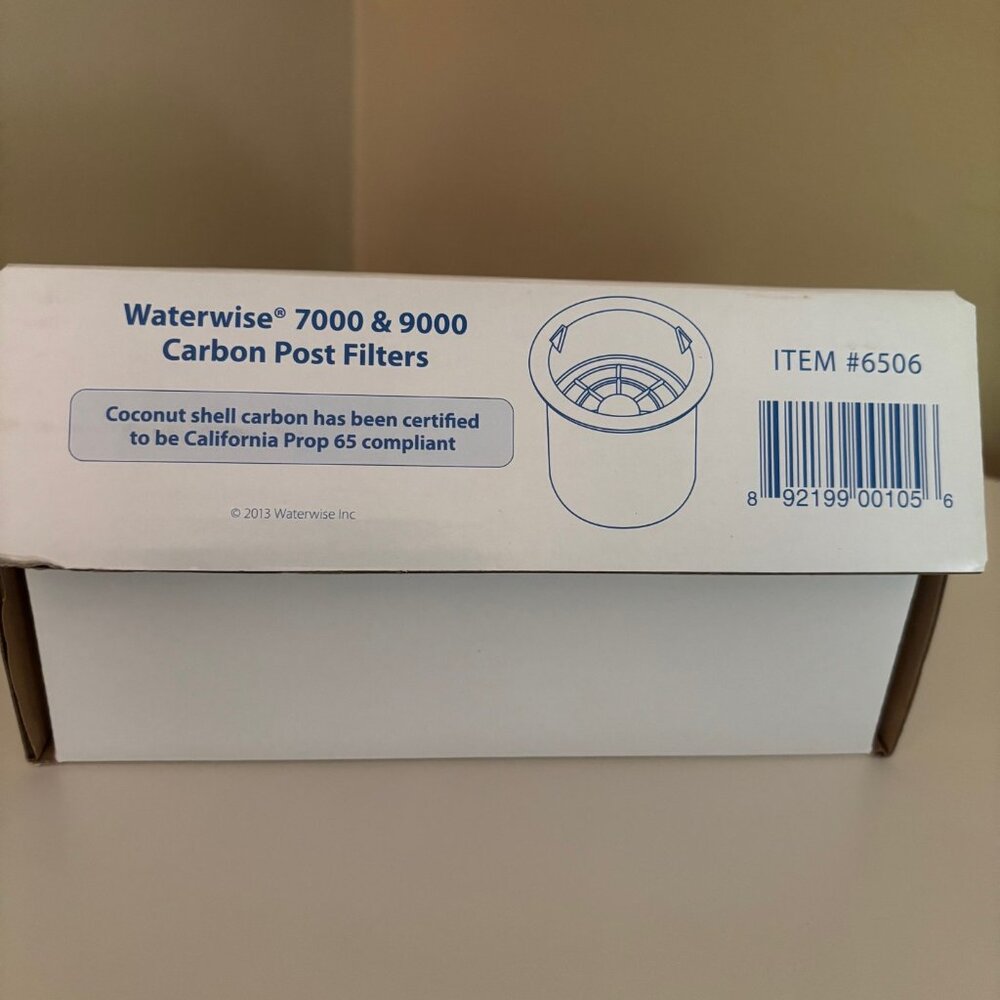 Waterwise® 7000 & 9000
Carbon Post Filters
Coconut shell carbon has been certified
to be California Prop 65 compliant
© 2013 Waterwise Inc
ITEM #6506
8 92199 00105 6